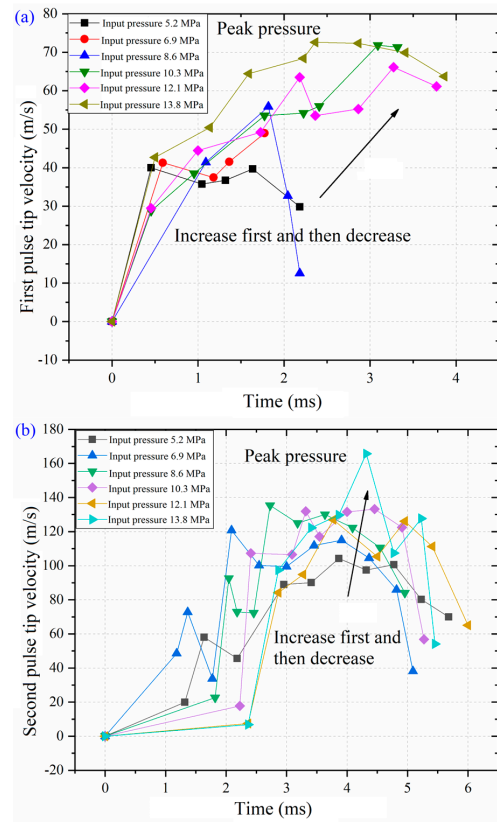 (a)
Input pressure 5.2 MPa
Input pressure 6.9 MPa
Input pressure 8.6 MPa
Input pressure 10.3 MPa
Input pressure 12.1 MPa
Input pressure 13.8 MPa
Peak pressure
Increase first and then decrease
First pulse tip velocity (m/s)
80
70
60
50
40
30
20
10
0
-10
0
1
2
3
4
Time (ms)
(b)
Input pressure 5.2 MPa
Input pressure 6.9 MPa
Input pressure 8.6 MPa
Input pressure 10.3 MPa
Input pressure 12.1 MPa
Input pressure 13.8 MPa
Peak pressure
Increase first and
then decrease
Second pulse tip velocity (m/s)
180
160
140
120
100
80
60
40
20
0
-20
0
1
2
3
4
5
6
Time (ms)